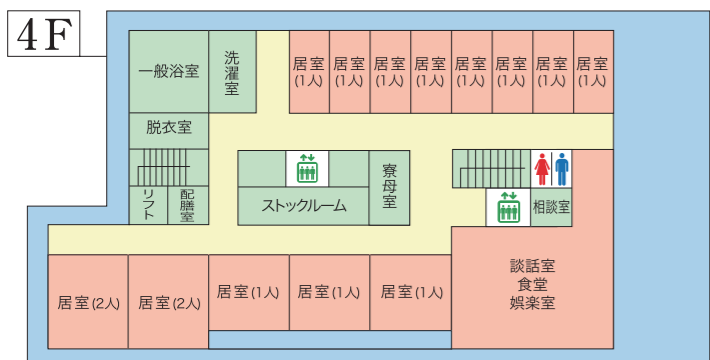 4F
一般浴室
洗濯室
居室
(1人)
居室
(1人)
居室
(1人)
居室
(1人)
居室
(1人)
居室
(1人)
居室
(1人)
居室
(1人)
脱衣室
リフト
配膳室
ストックルーム
寮母室
相談室
談話室
食堂
娯楽室
居室(2人)
居室(2人)
居室(1人)
居室(1人)
居室(1人)